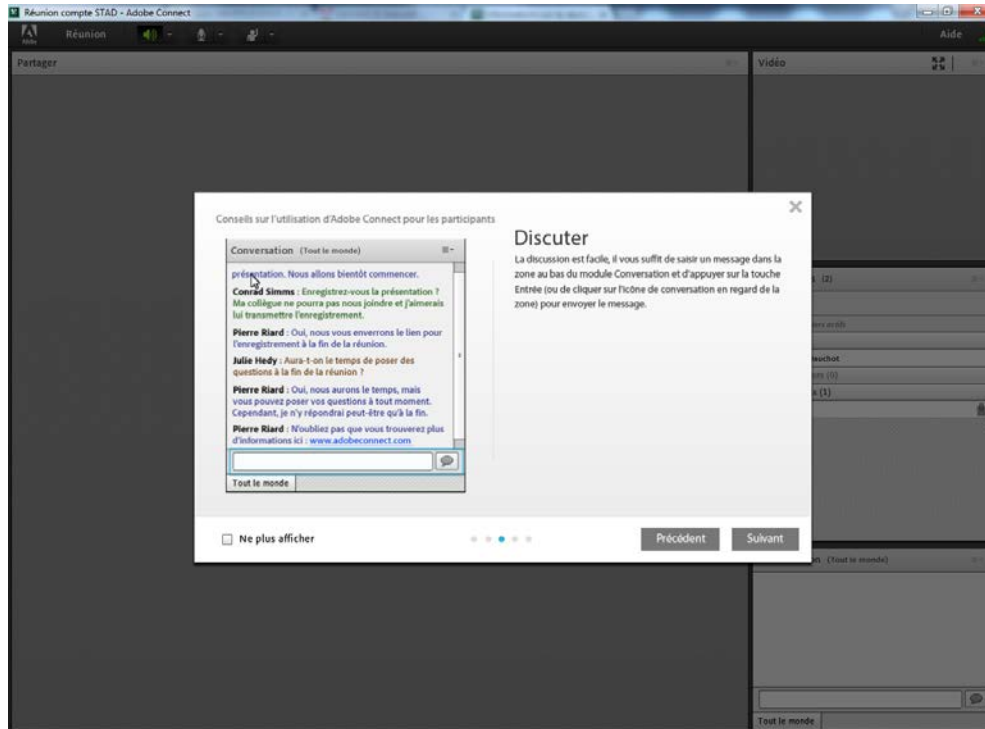 Réunion compte STAD - Adobe Connect
Adobe
Réunion
Aide
Partager
Vidéo
Conseils sur l'utilisation d'Adobe Connect pour les participants
Conversation (Tout le monde)
présentation. Nous allons bientôt commencer.
Conrad Simms : Enregistrez-vous la présentation ?
Ma collègue ne pourra pas nous joindre et j'aimerais
lui transmettre l'enregistrement.
Pierre Riard : Oui, nous vous enverrons le lien pour
l'enregistrement à la fin de la réunion.
Julie Hedy : Aura-t-on le temps de poser des
questions à la fin de la réunion ?
Pierre Riard : Oui, nous aurons le temps, mais
vous pouvez poser vos questions à tout moment.
Cependant, je n'y répondrai peut-être qu'à la fin.
Pierre Riard : N'oubliez pas que vous trouverez plus
d'informations ici : www.adobeconnect.com
Tout le monde
Discuter
La discussion est facile, il vous suffit de saisir un message dans la
zone au bas du module Conversation et d'appuyer sur la touche
Entrée (ou de cliquer sur l'icône de conversation en regard de la
zone) pour envoyer le message.
Ne plus afficher
Précédent
Suivant
(2)
(0)
(1)
(Tout le monde)
Tout le monde